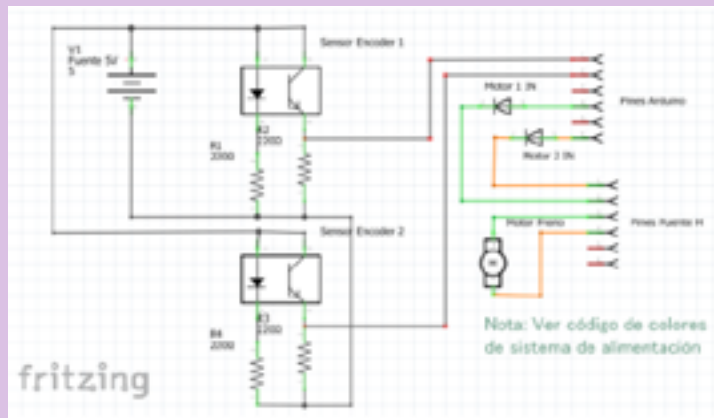 V1
Fuente 5V
5
Sensor Encoder 1
R2
220Ω
R1
220Ω
Motor 1 IN
Pines Arduino
Motor 2 IN
Sensor Encoder 2
Motor Freno
Pines Puente H
M
R3
220Ω
R4
220Ω
Nota: Ver código de colores
de sistema de alimentación
fritzing